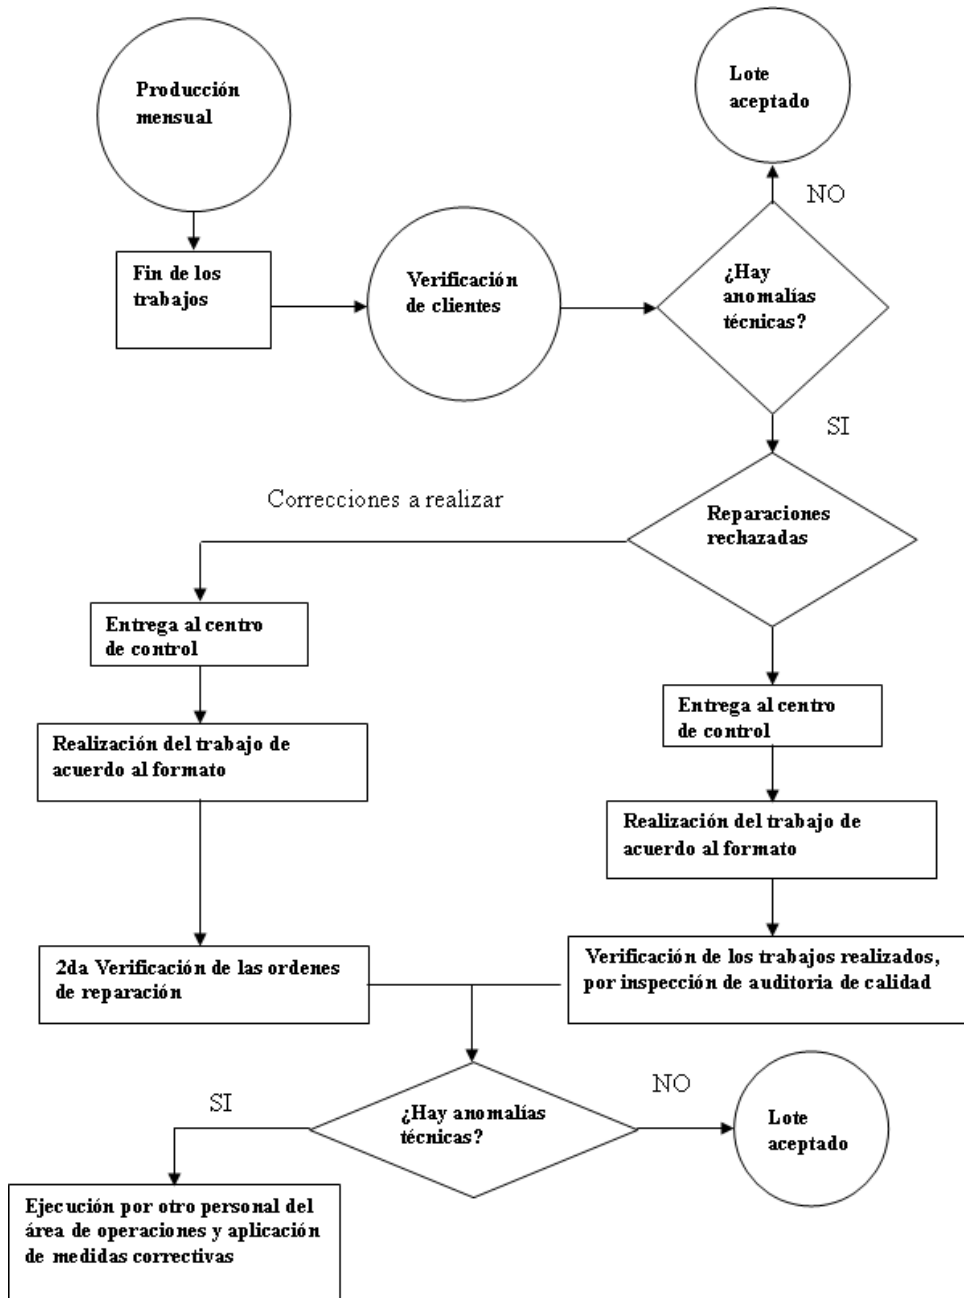 Producción
mensual
Lote
aceptado
NO
Fin de los
trabajos
Verificación
de clientes
¿Hay
anomalías
técnicas?
SI
Correcciones a realizar
Reparaciones
rechazadas
Entrega al centro
de control
Realización del trabajo de
acuerdo al formato
Entrega al centro
de control
Realización del trabajo de
acuerdo al formato
2da Verificación de las ordenes
de reparación
Verificación de los trabajos realizados,
por inspección de auditoria de calidad
SI
¿Hay anomalías
técnicas?
NO
Lote
aceptado
Ejecución por otro personal del
área de operaciones y aplicación
de medidas correctivas